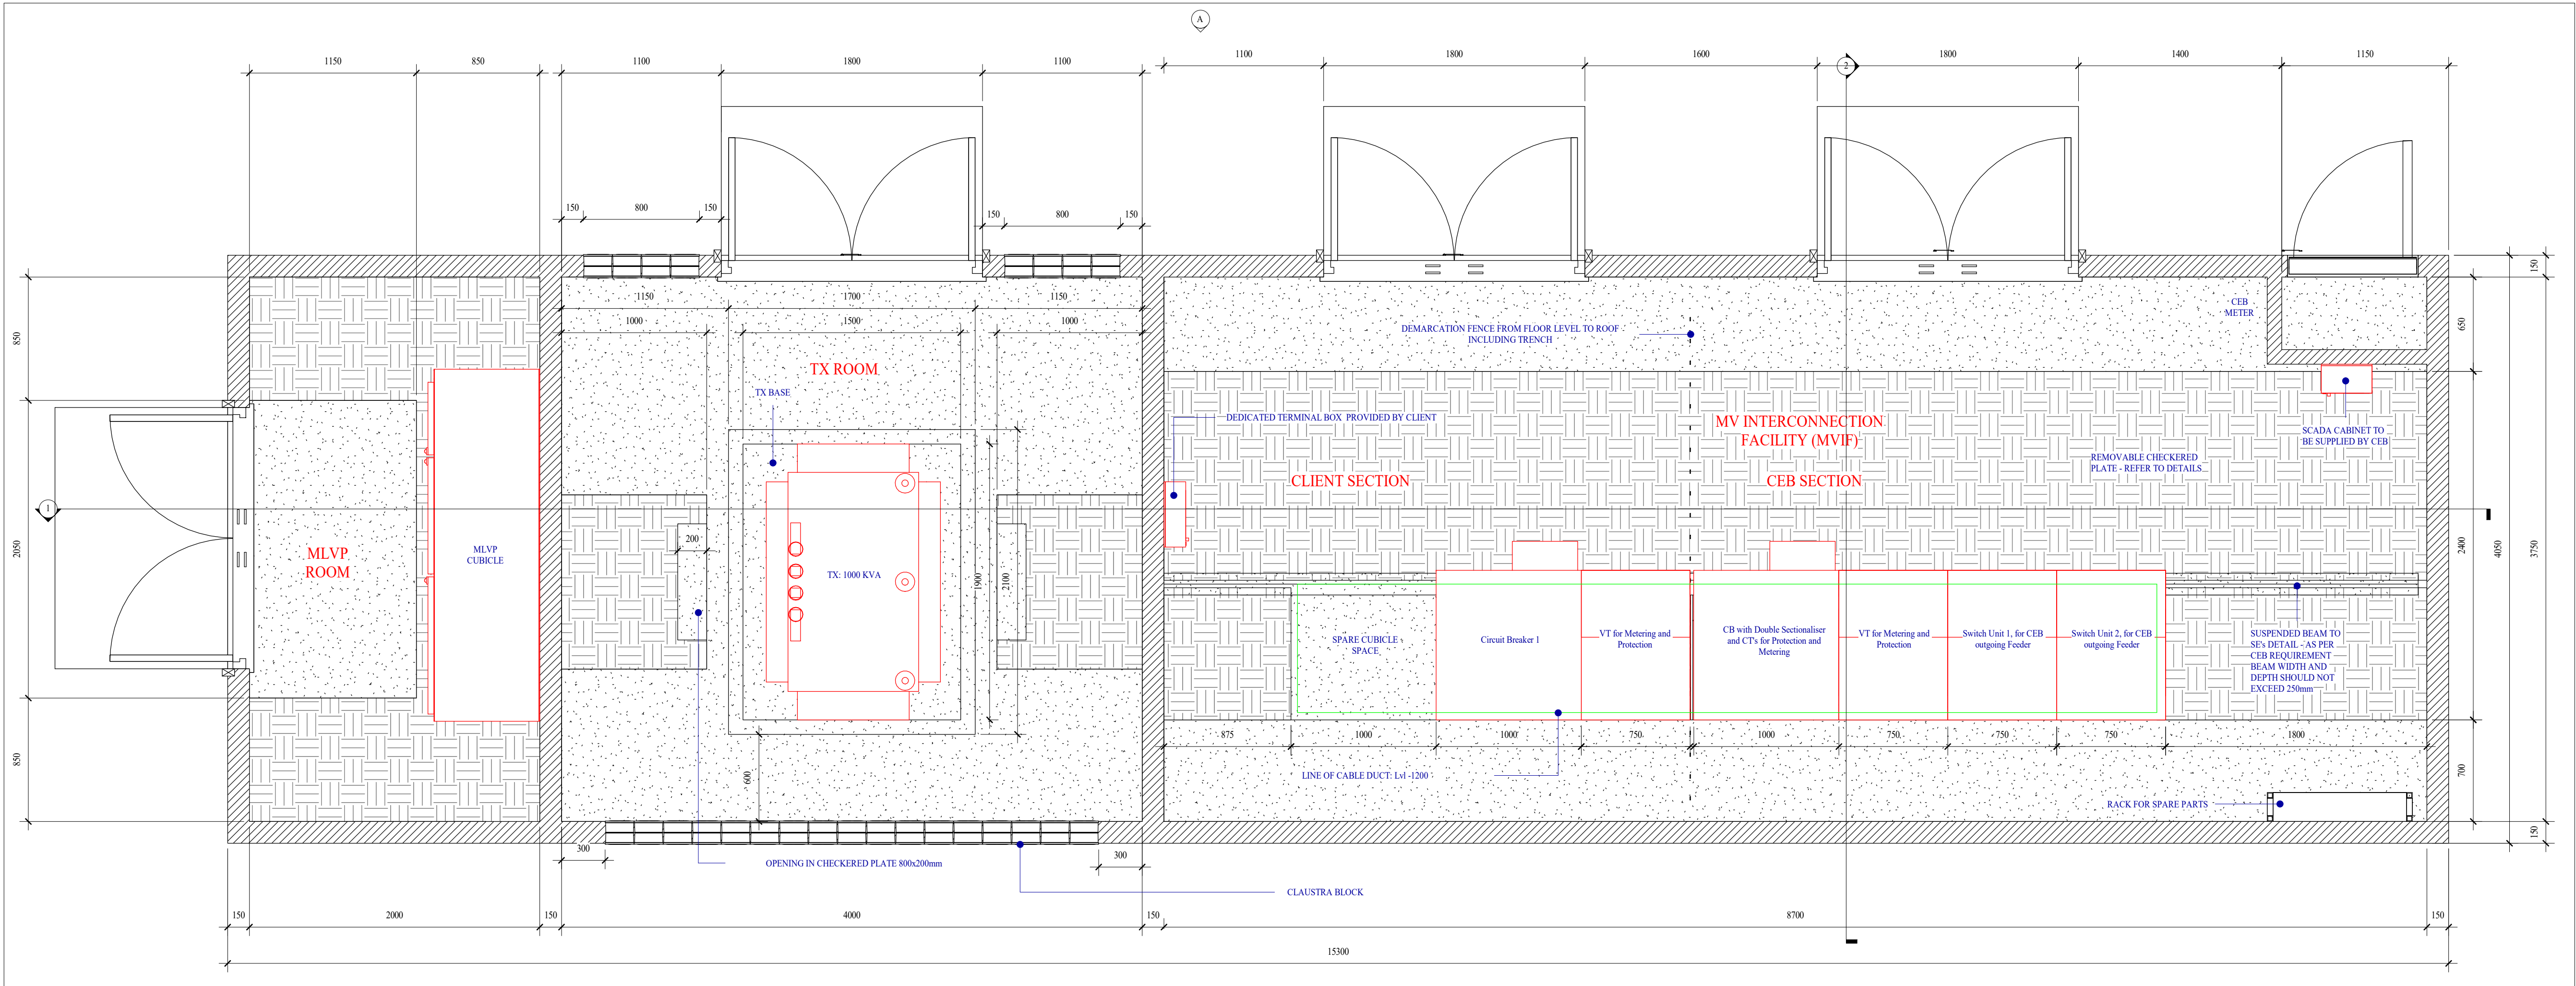 A
1150
850
1100
1800
1100
1100
1800
1600
1800
1400
1150
2
150
800
150
150
800
150
150
1150
1700
1150
1000
1500
1000
CEB
METER
650
850
DEMARCATION FENCE FROM FLOOR LEVEL TO ROOF
INCLUDING TRENCH
TX ROOM
TX BASE
DEDICATED TERMINAL BOX PROVIDED BY CLIENT
MV INTERCONNECTION
FACILITY (MVIF)
SCADA CABINET TO
BE SUPPLIED BY CEB
REMOVABLE CHECKERED
PLATE - REFER TO DETAILS
CLIENT SECTION
CEB SECTION
1
2050
MLVP
ROOM
MLVP
CUBICLE
200
TX: 1000 KVA
1900
2100
2400
4050
3750
SPARE CUBICLE
SPACE
Circuit Breaker 1
VT for Metering and
Protection
CB with Double Sectionaliser
and CT's for Protection and
Metering
VT for Metering and
Protection
Switch Unit 1, for CEB
outgoing Feeder
Switch Unit 2, for CEB
outgoing Feeder
SUSPENDED BEAM TO
SE's DETAIL - AS PER
CEB REQUIREMENT
BEAM WIDTH AND
DEPTH SHOULD NOT
EXCEED 250mm
875
1000
1000
750
1000
750
750
750
1800
850
600
700
LINE OF CABLE DUCT: Lvl -1200
RACK FOR SPARE PARTS
150
300
300
OPENING IN CHECKERED PLATE 800x200mm
CLAUSTRA BLOCK
150
2000
150
4000
150
8700
150
15300